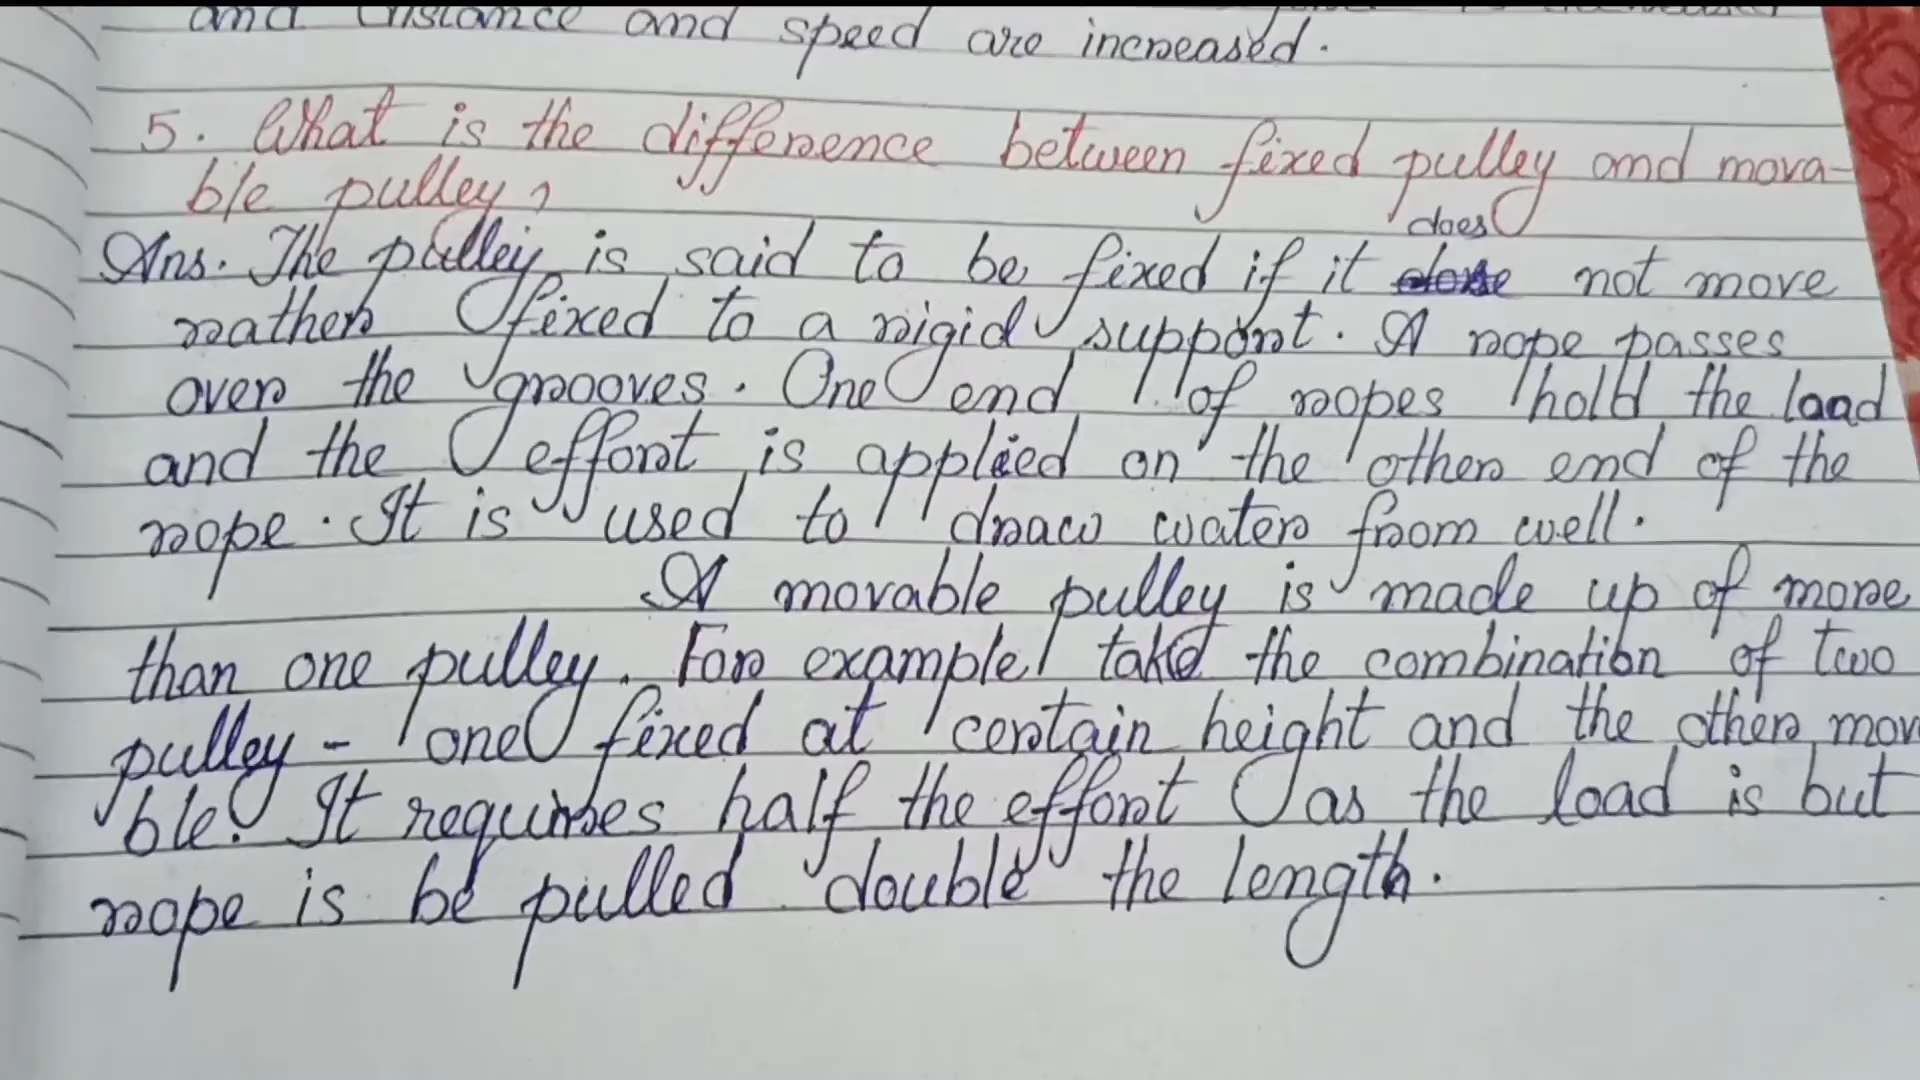 and distance and speed are increased.
5. What is the difference between fixed pulley and mova-
ble pulley?
does
Ans. The pulley is said to be fixed if it not move
rather fixed to a rigid support. A rope passes
over the grooves. One end of ropes hold the load
and the effort is applied on the other end of the
rope. It is used to draw water from well.
A movable pulley is made up of more
than one pulley. For example take the combination of two
pulley - one fixed at certain height and the other mov
ble. It requires half the effort as the load is but
rope is be pulled double the length.